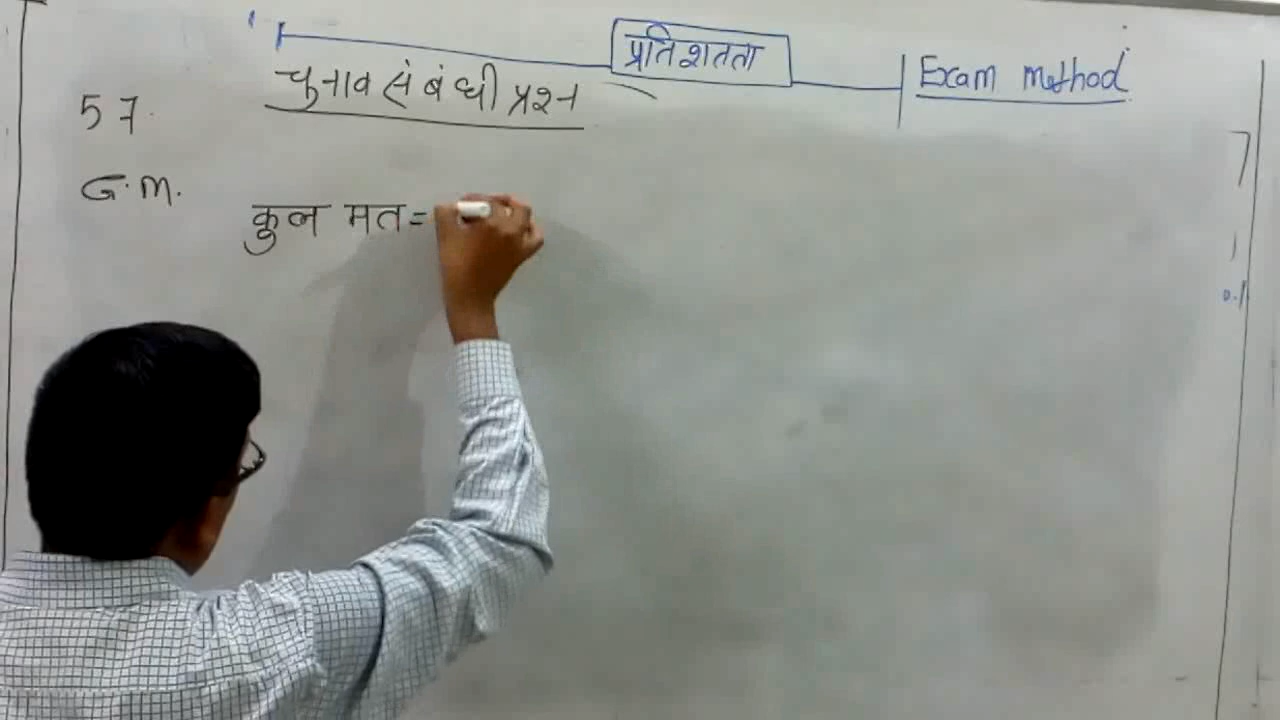 प्रतिशतता
Exam method
चुनाव संबंधी प्रश्न
57.
G.M.
कुल मत =